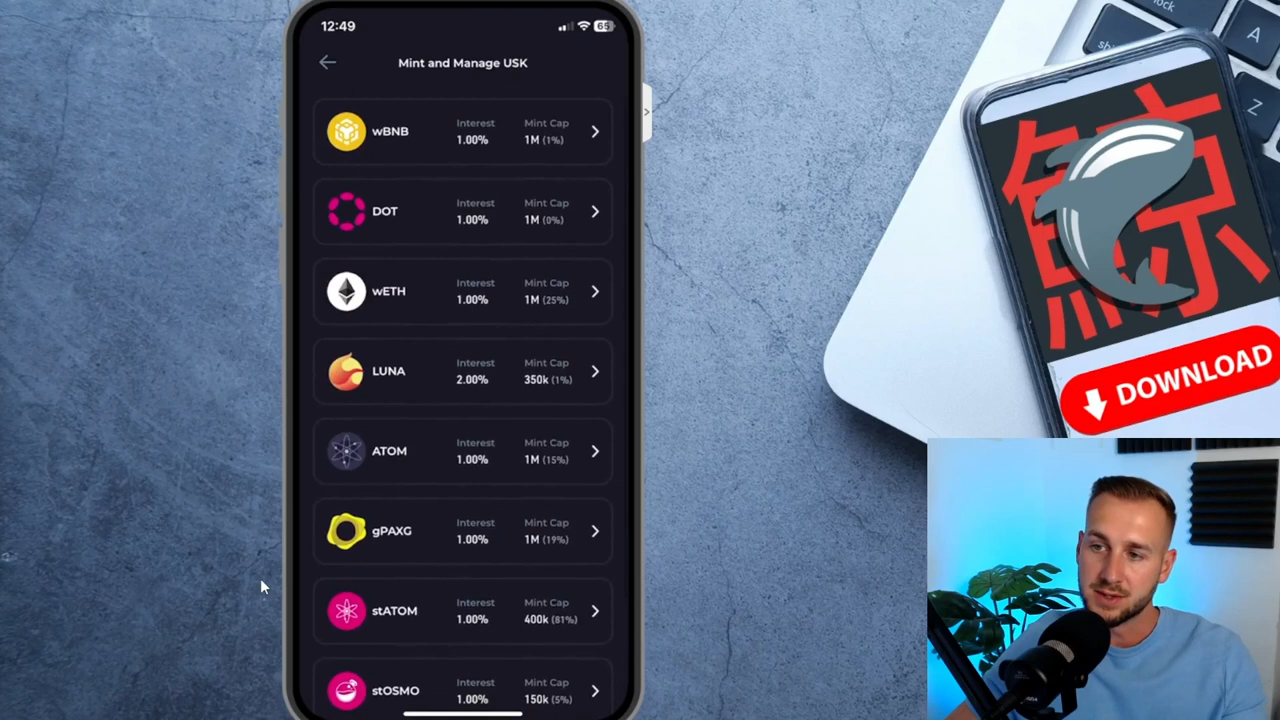 12:49
65
Mint and Manage USK
wBNB
Interest
1.00%
Mint Cap
1M (1%)
DOT
Interest
1.00%
Mint Cap
1M (0%)
wETH
Interest
1.00%
Mint Cap
1M (25%)
LUNA
Interest
2.00%
Mint Cap
350k (1%)
ATOM
Interest
1.00%
Mint Cap
1M (15%)
gPAXG
Interest
1.00%
Mint Cap
1M (19%)
stATOM
Interest
1.00%
Mint Cap
400k (81%)
stOSMO
Interest
1.00%
Mint Cap
150k (5%)
lock
A
Z
鯨
DOWNLOAD